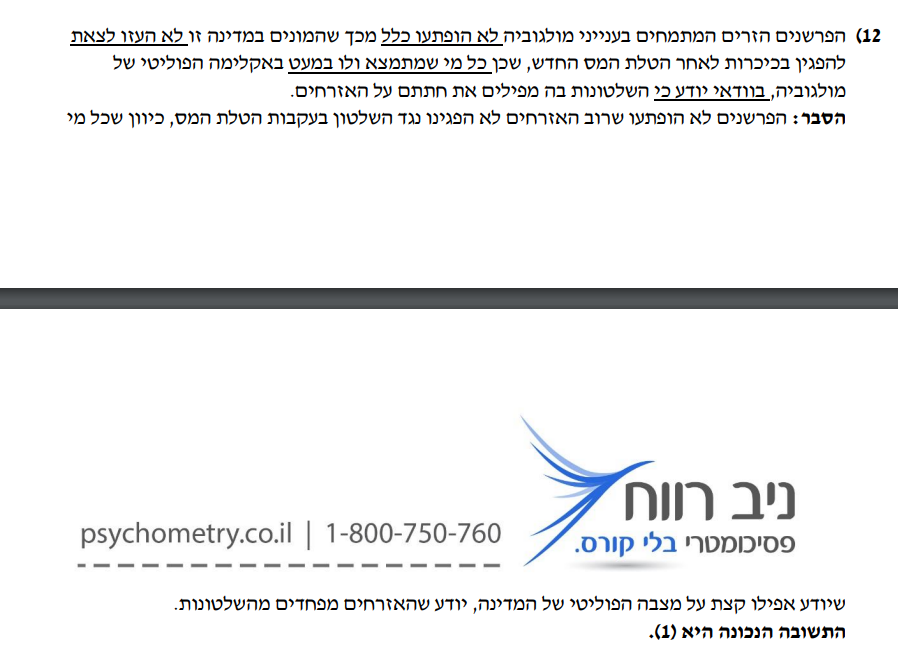 12) הפרשנים הזרים המתמחים בענייני מולגוביה לא הופתעו כלל מכך שהמונים במדינה זו לא העזו לצאת
להפגין בכיכרות לאחר הטלת המס החדש, שכן כל מי שמתמצא ולו במעט באקלימה הפוליטי של
מולגוביה, בוודאי יודע כי השלטונות בה מפילים את חתתם על האזרחים.
הסבר: הפרשנים לא הופתעו שרוב האזרחים לא הפגינו נגד השלטון בעקבות הטלת המס, כיוון שכל מי
ניב רווח
psychometry.co.il | 1-800-750-760
פסיכומטרי בלי קורס.
שיודע אפילו קצת על מצבה הפוליטי של המדינה, יודע שהאזרחים מפחדים מהשלטונות.
התשובה הנכונה היא (1).